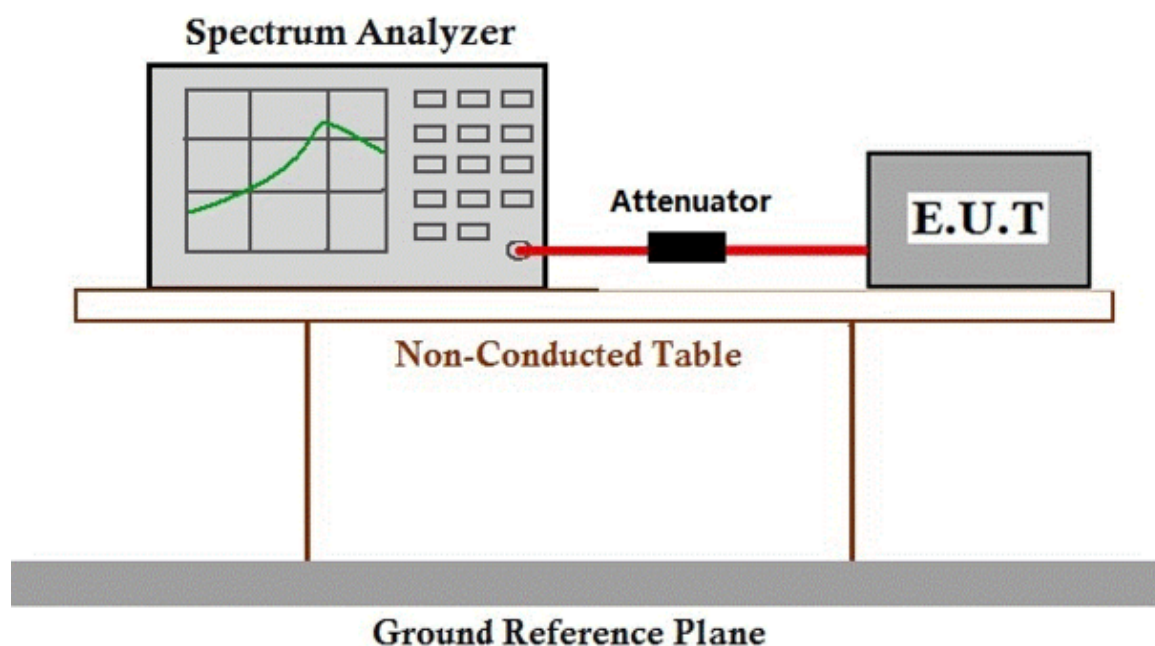 Spectrum Analyzer
Attenuator
E.U.T
Non-Conducted Table
Ground Reference Plane